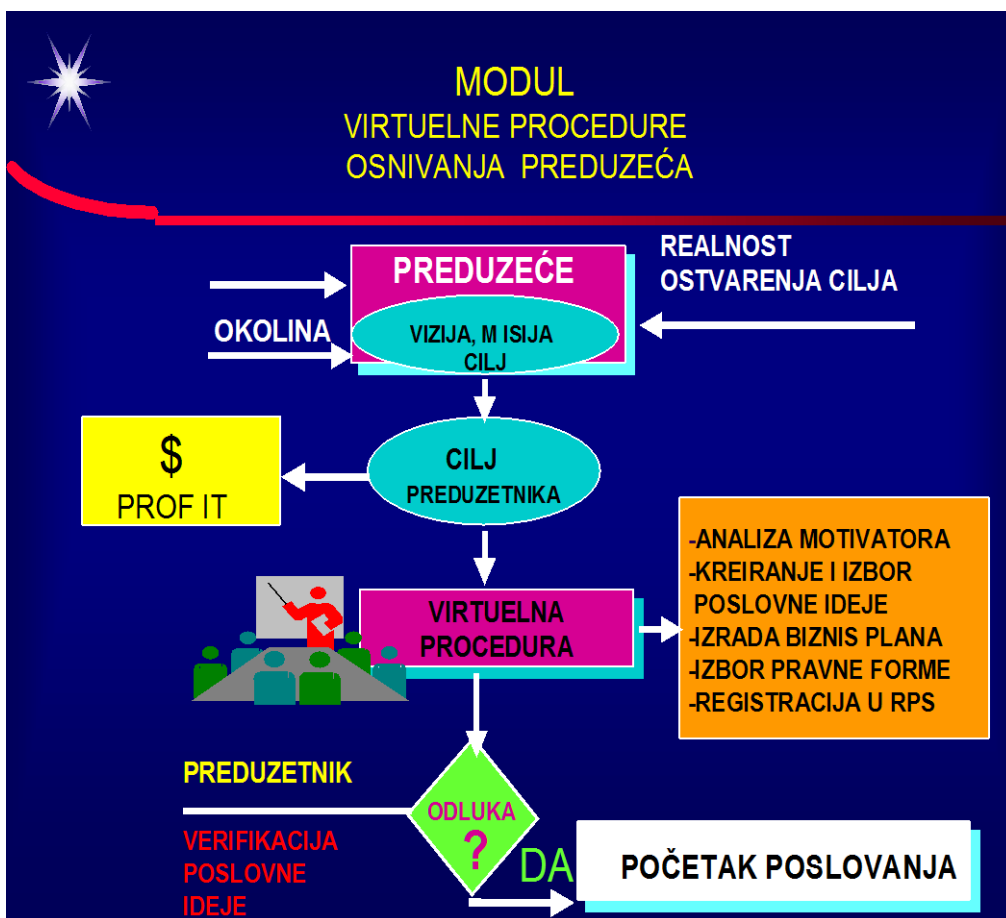 MODUL
VIRTUELNE PROCEDURE
OSNIVANJA PREDUZEĆA
PREDUZEĆE
REALNOST
OSTVARENJA CILJA
OKOLINA
VIZIJA, M ISIJA
CILJ
$
PROF IT
CILJ
PREDUZETNIKA
-ANALIZA MOTIVATORA
-KREIRANJE I IZBOR
POSLOVNE IDEJE
-IZRADA BIZNIS PLANA
-IZBOR PRAVNE FORME
-REGISTRACIJA U RPS
VIRTUELNA
PROCEDURA
PREDUZETNIK
ODLUKA
?
VERIFIKACIJA
POSLOVNE
IDEJE
DA
POČETAK POSLOVANJA